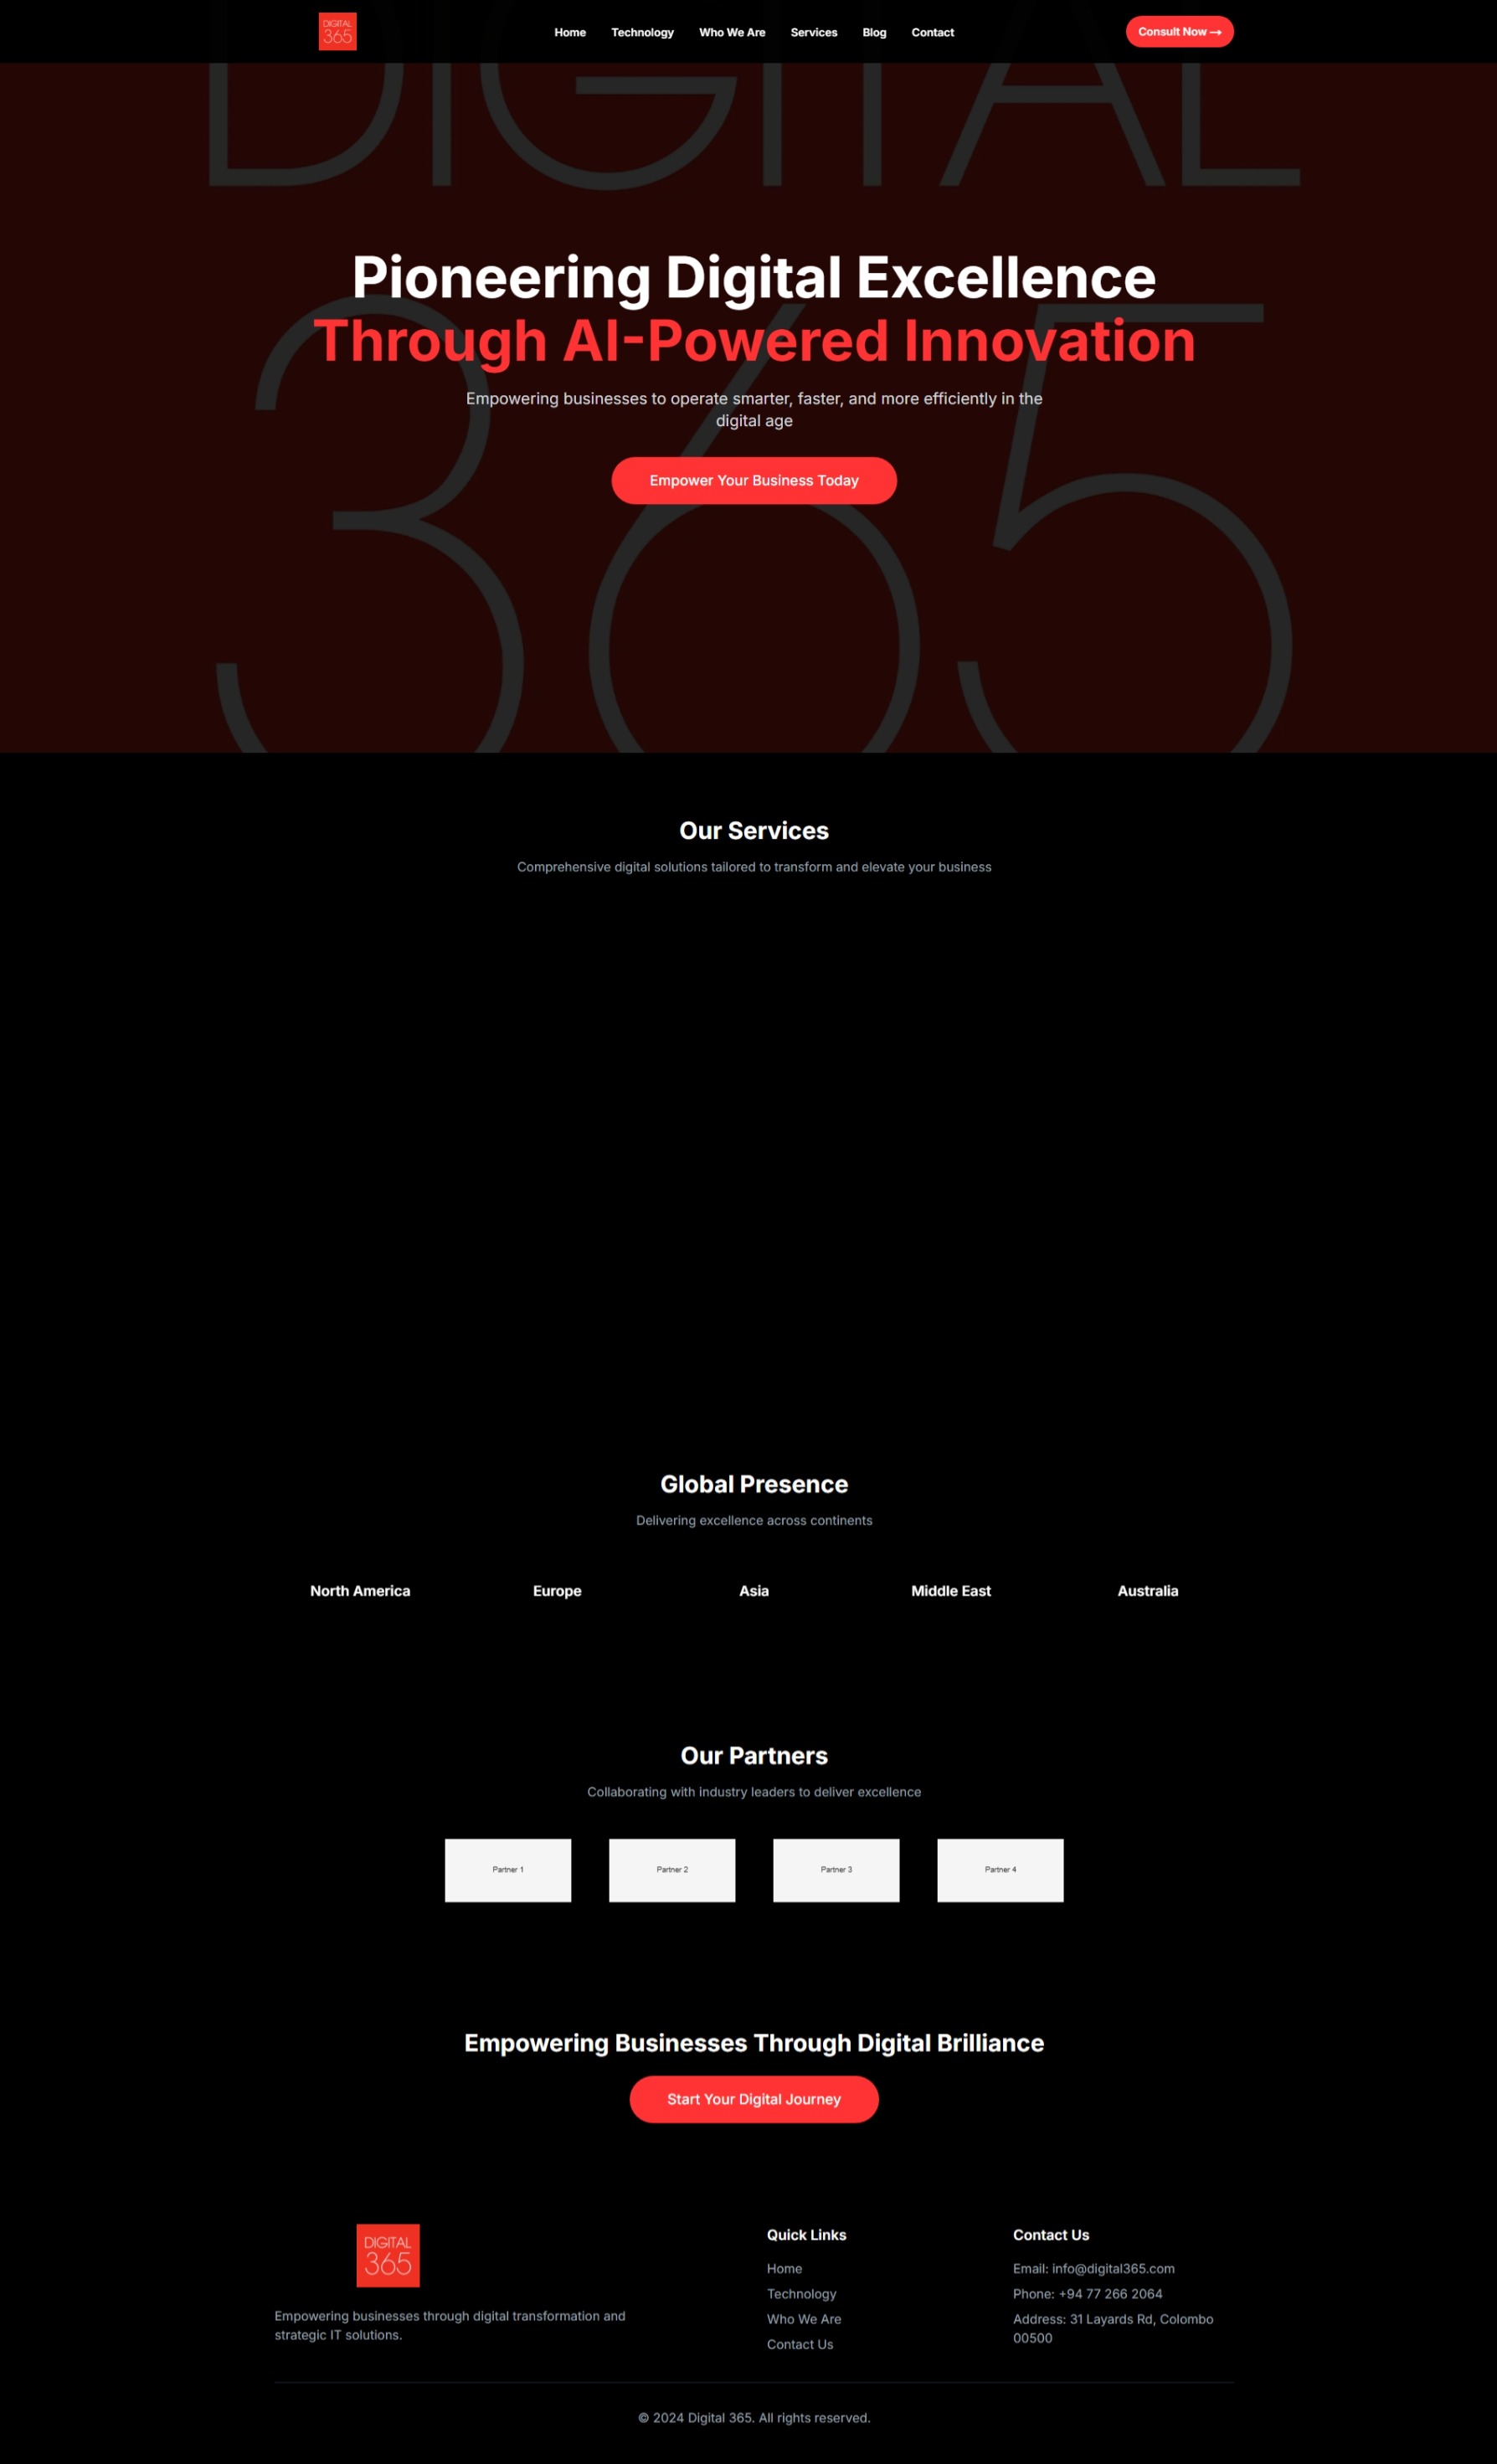 DIGITAL
365
Home Technology Who We Are Services Blog Contact
Consult Now →
DIGITAL
365
Pioneering Digital Excellence
Through AI-Powered Innovation
Empowering businesses to operate smarter, faster, and more efficiently in the
digital age
Empower Your Business Today
Our Services
Comprehensive digital solutions tailored to transform and elevate your business
Global Presence
Delivering excellence across continents
North America Europe Asia Middle East Australia
Our Partners
Collaborating with industry leaders to deliver excellence
Partner 1 Partner 2 Partner 3 Partner 4
Empowering Businesses Through Digital Brilliance
Start Your Digital Journey
DIGITAL
365
Empowering businesses through digital transformation and
strategic IT solutions.
Quick Links
Home
Technology
Who We Are
Contact Us
Contact Us
Email: info@digital365.com
Phone: +94 77 266 2064
Address: 31 Layards Rd, Colombo
00500
© 2024 Digital 365. All rights reserved.